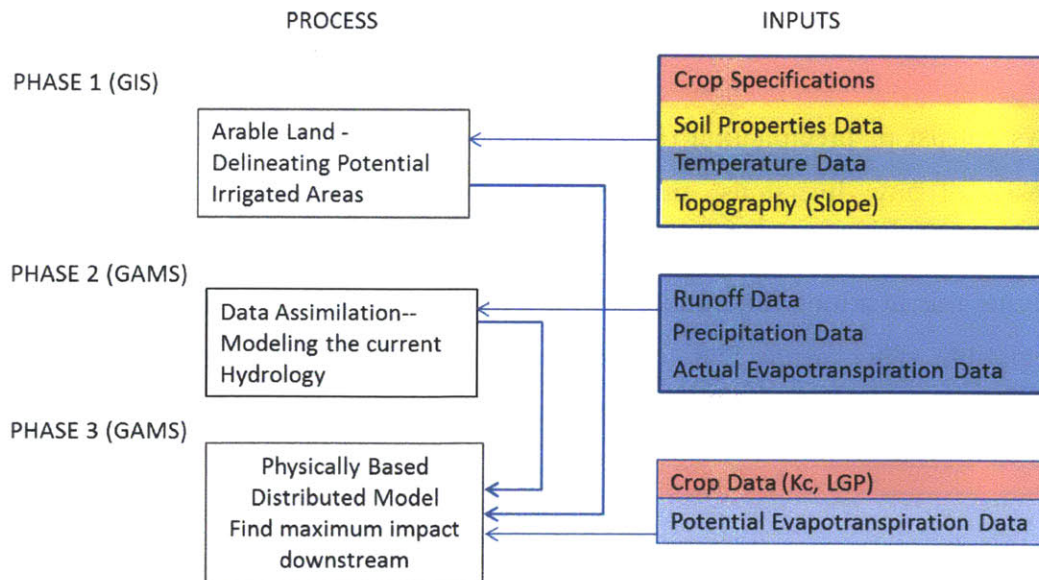 PROCESS
INPUTS
PHASE 1 (GIS)
Arable Land -
Delineating Potential
Irrigated Areas
Crop Specifications
Soil Properties Data
Temperature Data
Topography (Slope)
PHASE 2 (GAMS)
Data Assimilation--
Modeling the current
Hydrology
Runoff Data
Precipitation Data
Actual Evapotranspiration Data
PHASE 3 (GAMS)
Physically Based
Distributed Model
Find maximum impact
downstream
Crop Data (Kc, LGP)
Potential Evapotranspiration Data